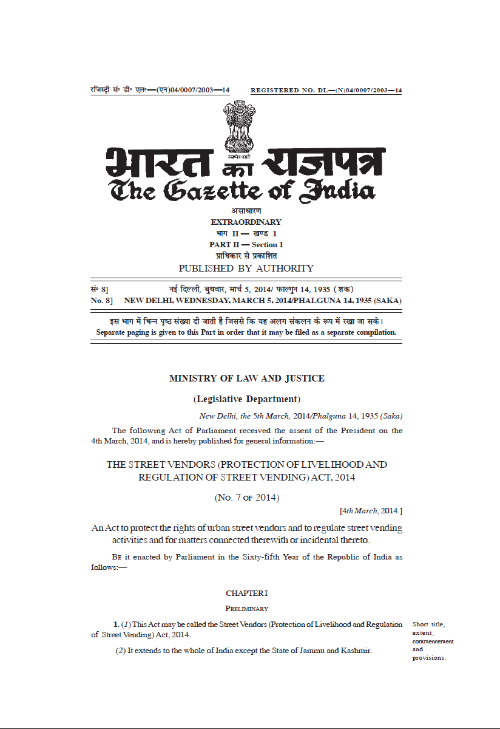 रजिस्ट्री सं० डी० एल०—(एन)04/0007/2003—14 REGISTERED NO. DL—(N)04/0007/2003—14
भारत का राजपत्र
The Gazette of India
असाधारण
EXTRAORDINARY
भाग II — खण्ड 1
PART II — Section 1
प्राधिकार से प्रकाशित
PUBLISHED BY AUTHORITY
सं० 8] नई दिल्ली, बुधवार, मार्च 5, 2014/ फाल्गुन 14, 1935 (शक)
No. 8] NEW DELHI, WEDNESDAY, MARCH 5, 2014/PHALGUNA 14, 1935 (SAKA)
इस भाग में भिन्न पृष्ठ संख्या दी जाती है जिससे कि यह अलग संकलन के रूप में रखा जा सके।
Separate paging is given to this Part in order that it may be filed as a separate compilation.
MINISTRY OF LAW AND JUSTICE
(Legislative Department)
New Delhi, the 5th March, 2014/Phalguna 14, 1935 (Saka)
The following Act of Parliament received the assent of the President on the
4th March, 2014, and is hereby published for general information:—
THE STREET VENDORS (PROTECTION OF LIVELIHOOD AND
REGULATION OF STREET VENDING) ACT, 2014
(No. 7 OF 2014)
[4th March, 2014.]
An Act to protect the rights of urban street vendors and to regulate street vending
activities and for matters connected therewith or incidental thereto.
BE it enacted by Parliament in the Sixty-fifth Year of the Republic of India as
follows:—
CHAPTER I
PRELIMINARY
1. (1) This Act may be called the Street Vendors (Protection of Livelihood and Regulation
of Street Vending) Act, 2014.
(2) It extends to the whole of India except the State of Jammu and Kashmir.
Short title,
extent,
commencement
and
provisions.